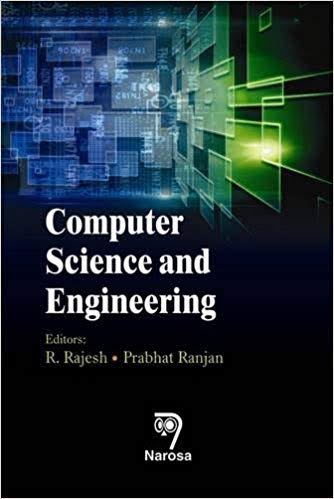 Computer
Science and
Engineering
Editors:
R. Rajesh • Prabhat Ranjan
Narosa